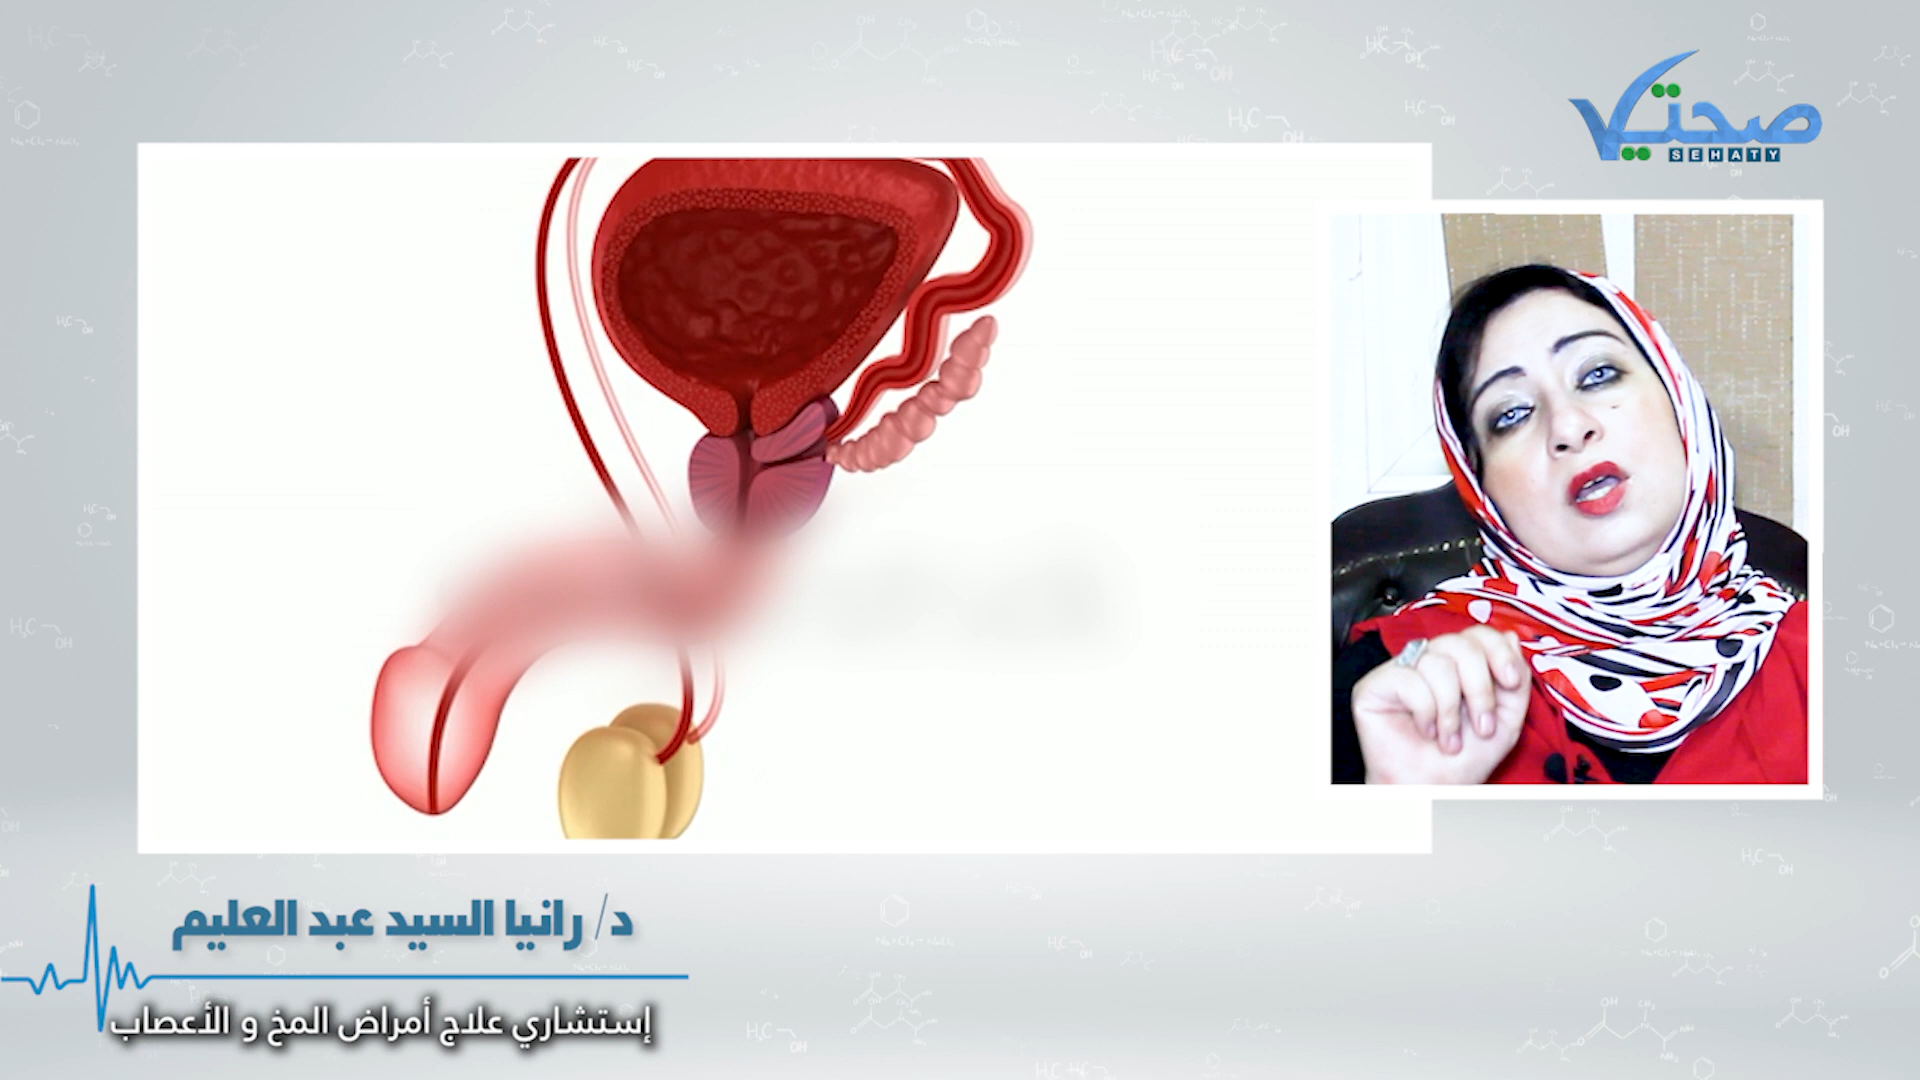 صحتي
SEHATY
د/ رانيا السيد عبد العليم
إستشاري علاج أمراض المخ و الأعصاب